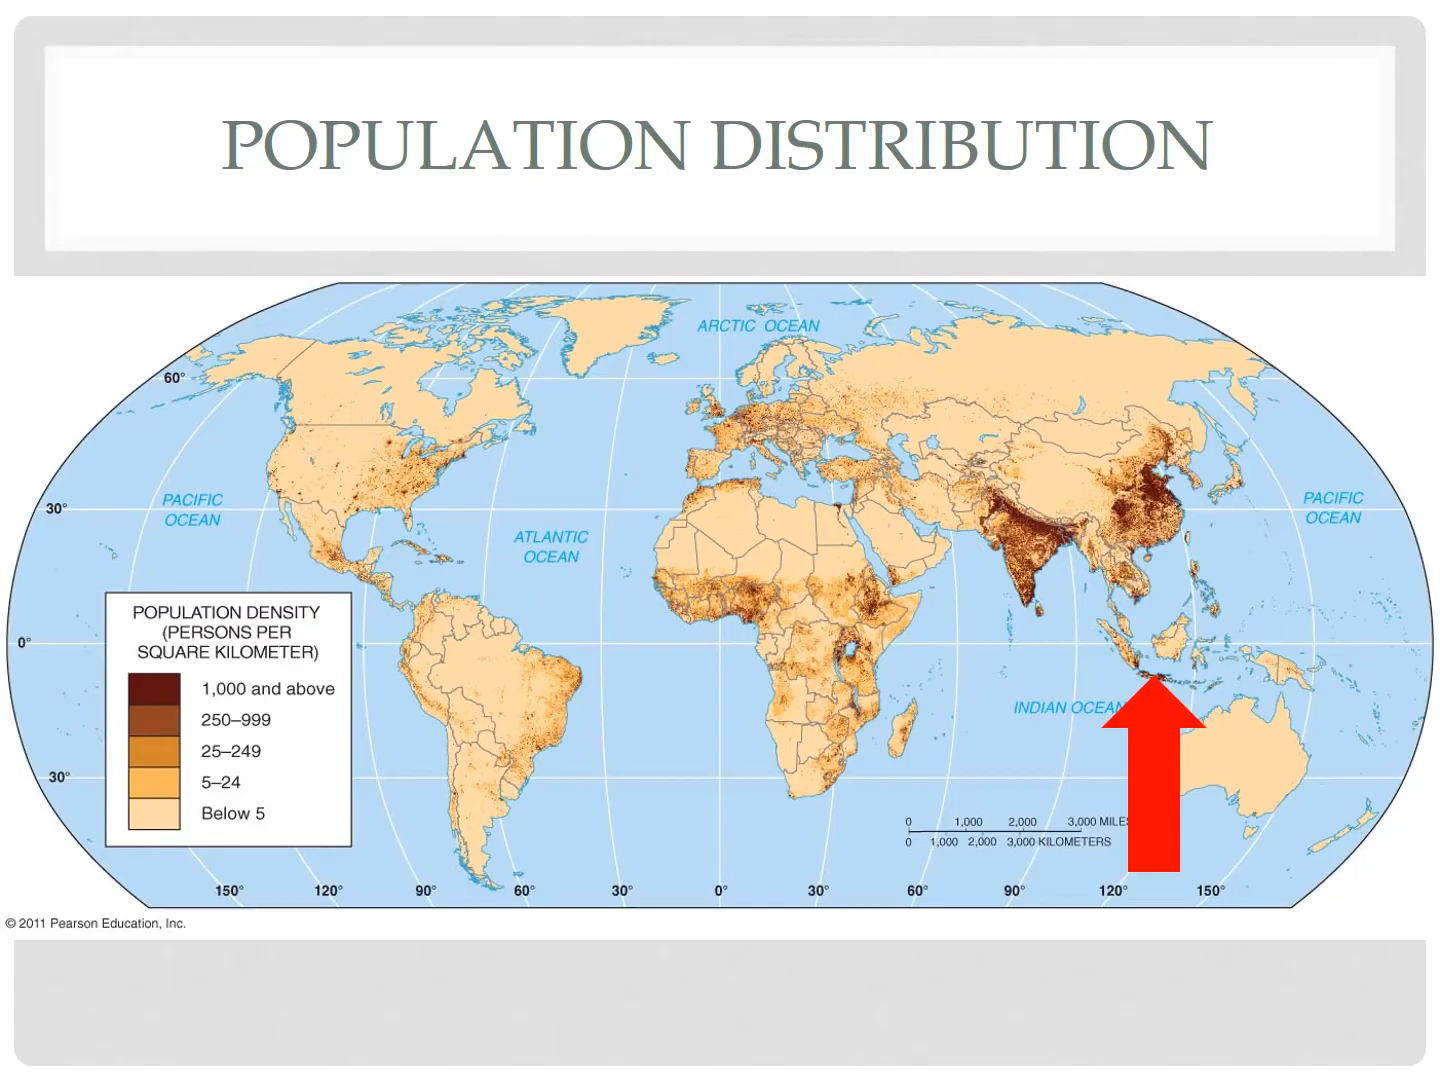 POPULATION DISTRIBUTION
ARCTIC OCEAN
60°
PACIFIC
OCEAN
30°
ATLANTIC
OCEAN
PACIFIC
OCEAN
POPULATION DENSITY
(PERSONS PER
SQUARE KILOMETER)
1,000 and above
250–999
25–249
5–24
Below 5
0°
INDIAN OCEAN
30°
0 1,000 2,000 3,000 MILES
0 1,000 2,000 3,000 KILOMETERS
150° 120° 90° 60° 30° 0° 30° 60° 90° 120° 150°
© 2011 Pearson Education, Inc.